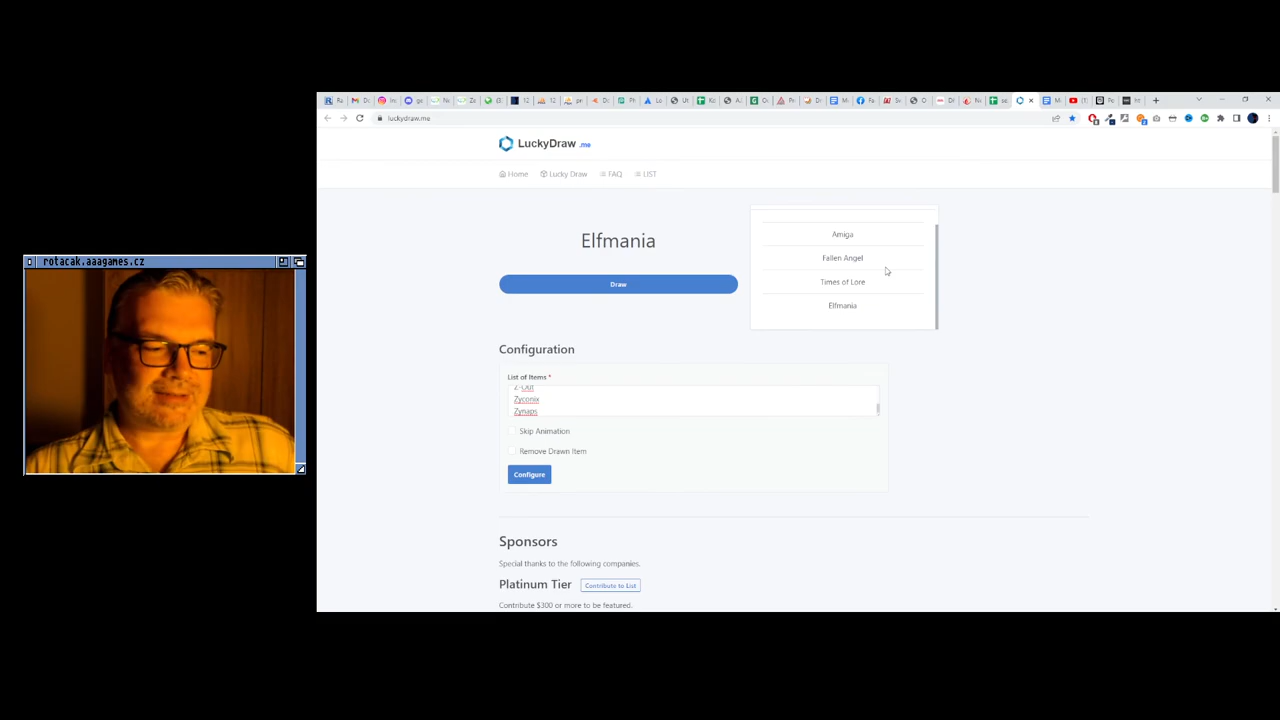 rotacak.aaagames.cz
luckydraw.me
LuckyDraw .me
Home
Lucky Draw
FAQ
LIST
Elfmania
Draw
Amiga
Fallen Angel
Times of Lore
Elfmania
Configuration
List of Items *
Z-Out
Zyconix
Zynaps
Skip Animation
Remove Drawn Item
Configure
Sponsors
Special thanks to the following companies.
Platinum Tier
Contribute to List
Contribute $300 or more to be featured.